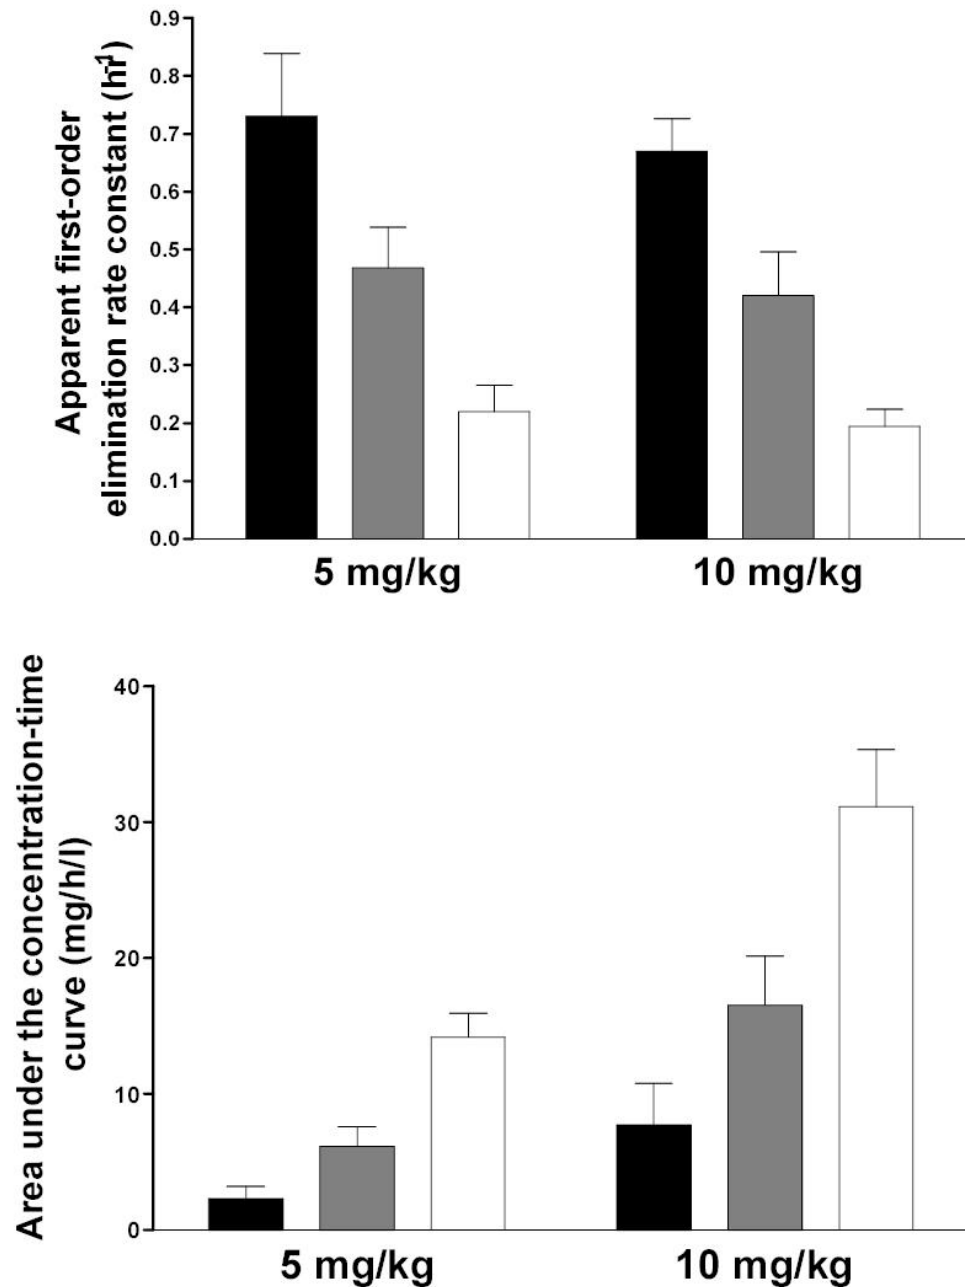 Apparent first-order
elimination rate constant (hr-1)
0.9
0.8
0.7
0.6
0.5
0.4
0.3
0.2
0.1
0.0
5 mg/kg
10 mg/kg
Area under the concentration-time
curve (mg/h/l)
40
30
20
10
0
5 mg/kg
10 mg/kg